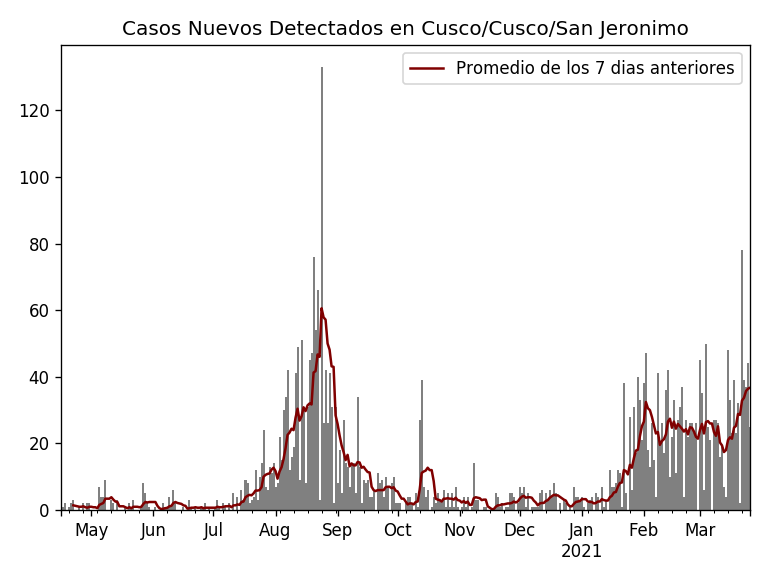 Casos Nuevos Detectados en Cusco/Cusco/San Jeronimo
Promedio de los 7 dias anteriores
120
100
80
60
40
20
0
May Jun Jul Aug Sep Oct Nov Dec Jan Feb Mar
2021